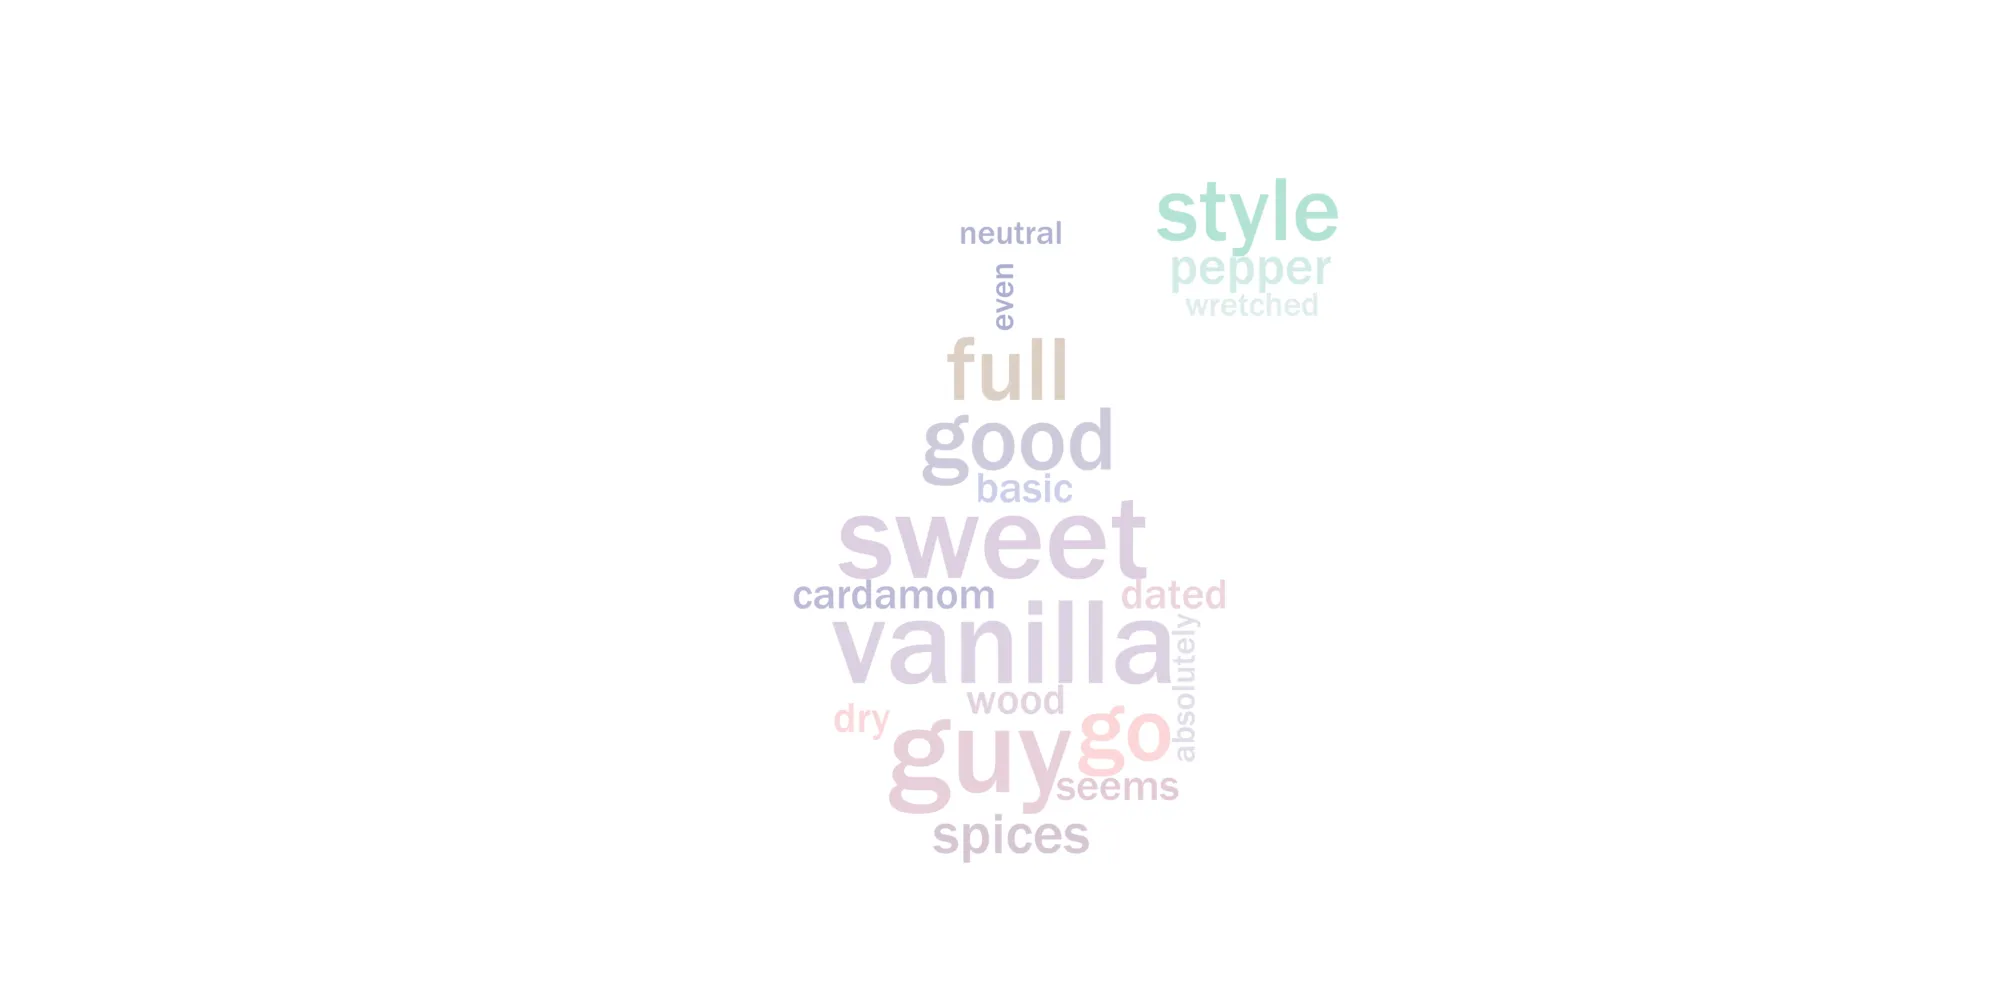 style
neutral
pepper
even
wretched
full
good
basic
sweet
cardamom
dated
vanilla
absolutely
wood
dry
go
guy
seems
spices